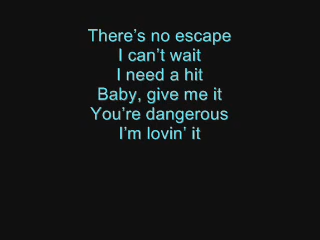 There’s no escape
I can’t wait
I need a hit
Baby, give me it
You’re dangerous
I’m lovin’ it